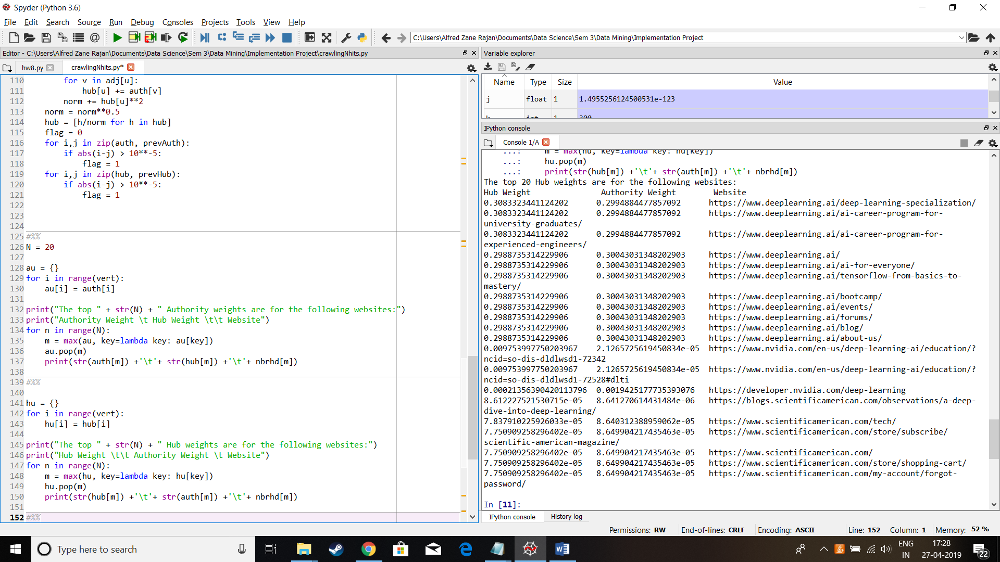 Spyder (Python 3.6)
File Edit Search Source Run Debug Consoles Projects Tools View Help
C:\Users\Alfred Zane Rajan\Documents\Data Science\Sem 3\Data Mining\Implementation Project
Editor - C:\Users\Alfred Zane Rajan\Documents\Data Science\Sem 3\Data Mining\Implementation Project\crawlingNhits.py
hw8.py crawlingNhits.py*
110         for v in adj[u]:
111             hub[u] += auth[v]
112         norm += hub[u]**2
113     norm = norm**0.5
114     hub = [h/norm for h in hub]
115     flag = 0
116     for i,j in zip(auth, prevAuth):
117         if abs(i-j) > 10**-5:
118             flag = 1
119     for i,j in zip(hub, prevHub):
120         if abs(i-j) > 10**-5:
121             flag = 1
122
123
124
125 #%%
126 N = 20
127
128 au = {}
129 for i in range(vert):
130     au[i] = auth[i]
131
132 print("The top " + str(N) + " Authority weights are for the following websites:")
133 print("Authority Weight \t Hub Weight \t\t Website")
134 for n in range(N):
135     m = max(au, key=lambda key: au[key])
136     au.pop(m)
137     print(str(auth[m]) +'\t'+ str(hub[m]) +'\t'+ nbrhd[m])
138
139 #%%
140
141 hu = {}
142 for i in range(vert):
143     hu[i] = hub[i]
144
145 print("The top " + str(N) + " Hub weights are for the following websites:")
146 print("Hub Weight \t\t Authority Weight \t Website")
147 for n in range(N):
148     m = max(hu, key=lambda key: hu[key])
149     hu.pop(m)
150     print(str(hub[m]) +'\t'+ str(auth[m]) +'\t'+ nbrhd[m])
151
152 #%%
Variable explorer
Name Type Size Value
j float 1 1.4955256124500531e-123
k int 1 300
IPython console
Console 1/A
...:     m = max(hu, key=lambda key: hu[key])
...:     hu.pop(m)
...:     print(str(hub[m]) +'\t'+ str(auth[m]) +'\t'+ nbrhd[m])
The top 20 Hub weights are for the following websites:
Hub Weight               Authority Weight        Website
0.3083323441124202      0.2994884477857092      https://www.deeplearning.ai/deep-learning-specialization/
0.3083323441124202      0.2994884477857092      https://www.deeplearning.ai/ai-career-program-for-
university-graduates/
0.3083323441124202      0.2994884477857092      https://www.deeplearning.ai/ai-career-program-for-
experienced-engineers/
0.2988735314229906      0.30043031348202903     https://www.deeplearning.ai/
0.2988735314229906      0.30043031348202903     https://www.deeplearning.ai/ai-for-everyone/
0.2988735314229906      0.30043031348202903     https://www.deeplearning.ai/tensorflow-from-basics-to-
mastery/
0.2988735314229906      0.30043031348202903     https://www.deeplearning.ai/bootcamp/
0.2988735314229906      0.30043031348202903     https://www.deeplearning.ai/events/
0.2988735314229906      0.30043031348202903     https://www.deeplearning.ai/forums/
0.2988735314229906      0.30043031348202903     https://www.deeplearning.ai/blog/
0.2988735314229906      0.30043031348202903     https://www.deeplearning.ai/about-us/
0.009753997750203967    2.1265725619450834e-05  https://www.nvidia.com/en-us/deep-learning-ai/education/?
ncid=so-dis-dldlwsd1-72342
0.009753997750203967    2.1265725619450834e-05  https://www.nvidia.com/en-us/deep-learning-ai/education/?
ncid=so-dis-dldlwsd1-72528#dlti
0.00021356390420113796  0.0019425177735393076   https://developer.nvidia.com/deep-learning
8.612227521530715e-05   8.641270614431484e-06   https://blogs.scientificamerican.com/observations/a-deep-
dive-into-deep-learning/
7.837910225926033e-05   8.640312388959062e-05   https://www.scientificamerican.com/tech/
7.750909258296402e-05   8.649904217435463e-05   https://www.scientificamerican.com/store/subscribe/
scientific-american-magazine/
7.750909258296402e-05   8.649904217435463e-05   https://www.scientificamerican.com/
7.750909258296402e-05   8.649904217435463e-05   https://www.scientificamerican.com/store/shopping-cart/
7.750909258296402e-05   8.649904217435463e-05   https://www.scientificamerican.com/my-account/forgot-
password/
In [11]:
IPython console History log
Permissions: RW End-of-lines: CRLF Encoding: ASCII Line: 152 Column: 1 Memory: 52 %
Type here to search
ENG
IN
17:28
27-04-2019
22